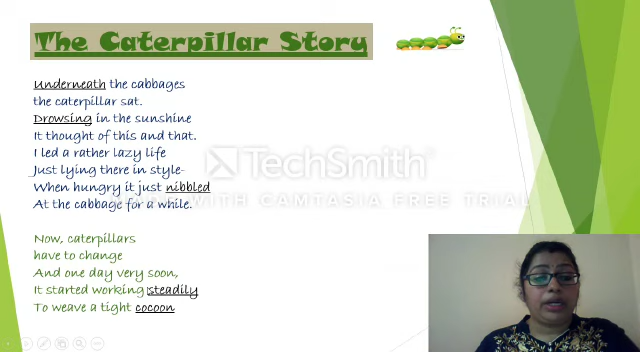 The Caterpillar Story
Underneath the cabbages
the caterpillar sat.
Drowsing in the sunshine
It thought of this and that.
I led a rather lazy life
Just lying there in style-
When hungry it just nibbled
At the cabbage for a while.
TechSmith
MADE WITH CAMTASIA FREE TRIAL
Now, caterpillars
have to change
And one day very soon,
It started working steadily
To weave a tight cocoon